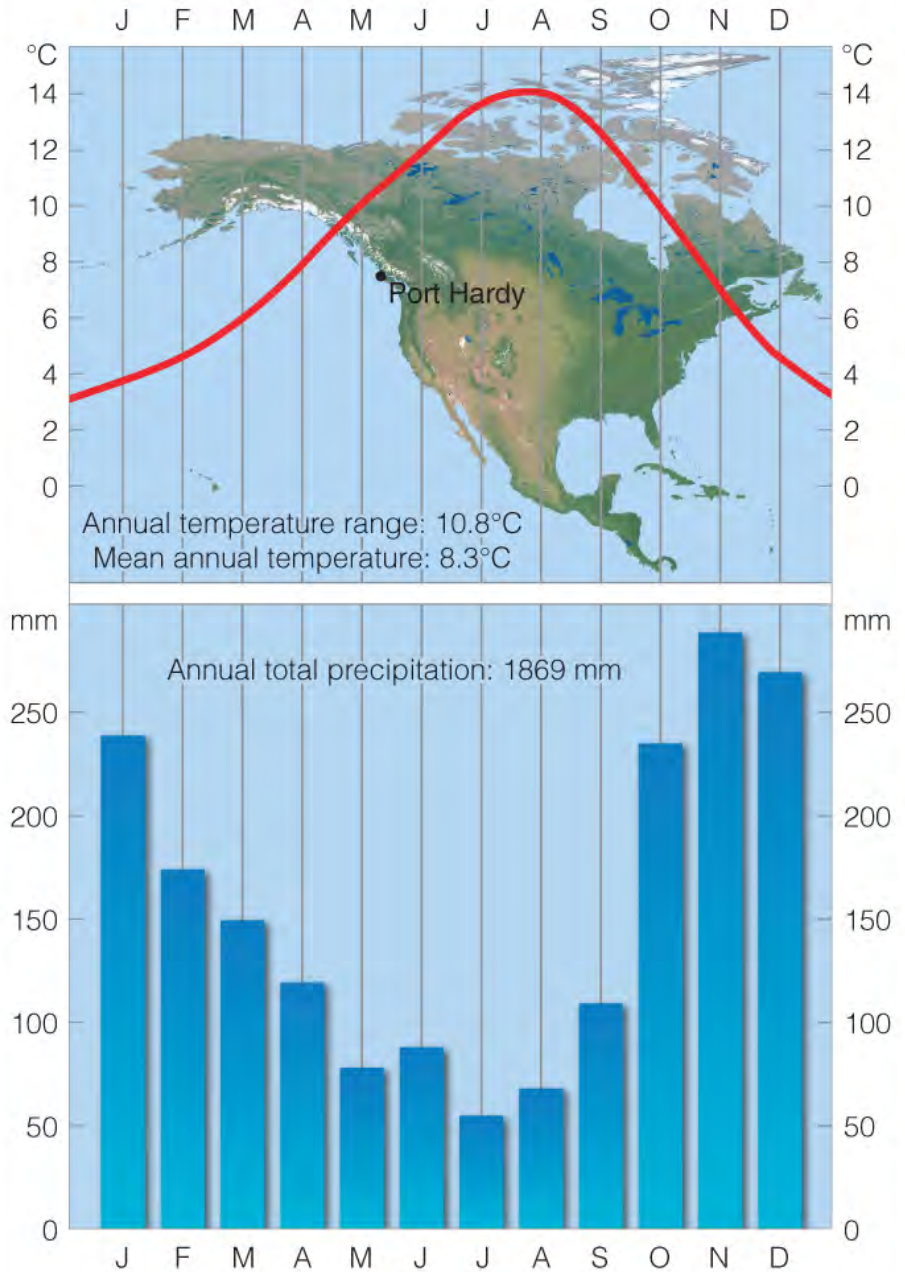 J F M A M J J A S O N D
°C °C
14 14
12 12
10 10
8 8
Port Hardy
6 6
4 4
2 2
0 0
Annual temperature range: 10.8°C
Mean annual temperature: 8.3°C
mm mm
Annual total precipitation: 1869 mm
250 250
200 200
150 150
100 100
50 50
0 0
J F M A M J J A S O N D